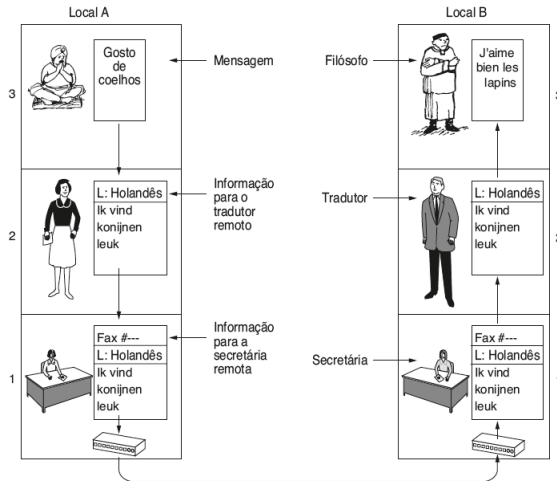 Local A
Local B
3
Gosto
de
coelhos
Mensagem
Filósofo
J'aime
bien les
lapins
2
L: Holandês
Ik vind
konijnen
leuk
Informação
para o
tradutor
remoto
Tradutor
L: Holandês
Ik vind
konijnen
leuk
1
Fax #---
L: Holandês
Ik vind
konijnen
leuk
Informação
para a
secretária
remota
Secretária
Fax #---
L: Holandês
Ik vind
konijnen
leuk